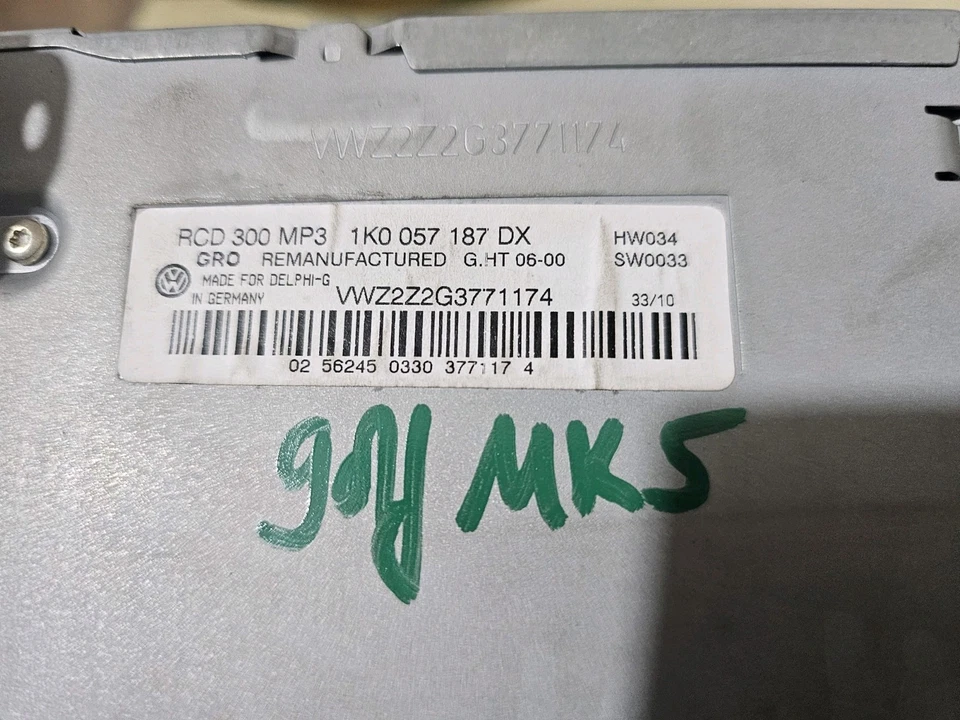 VWZ2Z2G3771174
RCD 300 MP3 1K0 057 187 DX HW034
GRO REMANUFACTURED G.HT 06-00 SW0033
MADE FOR DELPHI-G
IN GERMANY VWZ2Z2G3771174 33/10
02 56245 0330 377117 4
MK5